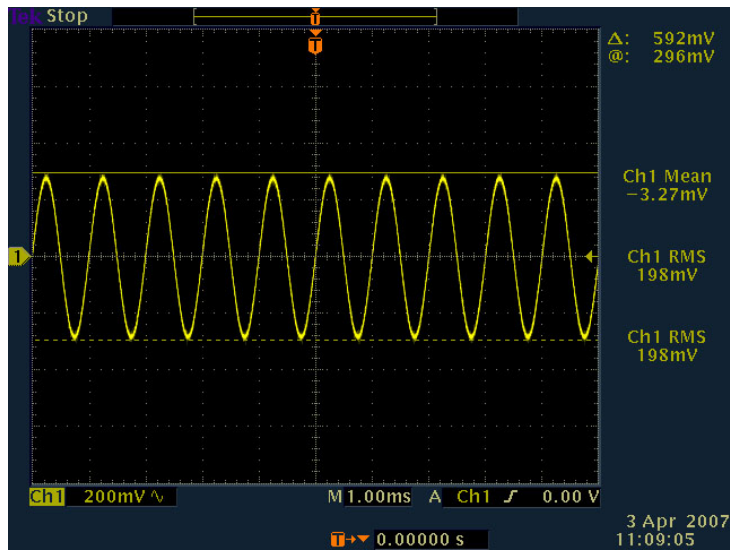 Tek Stop
T
T
Δ: 592mV
@: 296mV
Ch1 Mean
−3.27mV
1
Ch1 RMS
198mV
Ch1 RMS
198mV
Ch1 200mV∿ M 1.00ms A Ch1 ∫ 0.00 V
T→▼ 0.00000 s
3 Apr 2007
11:09:05